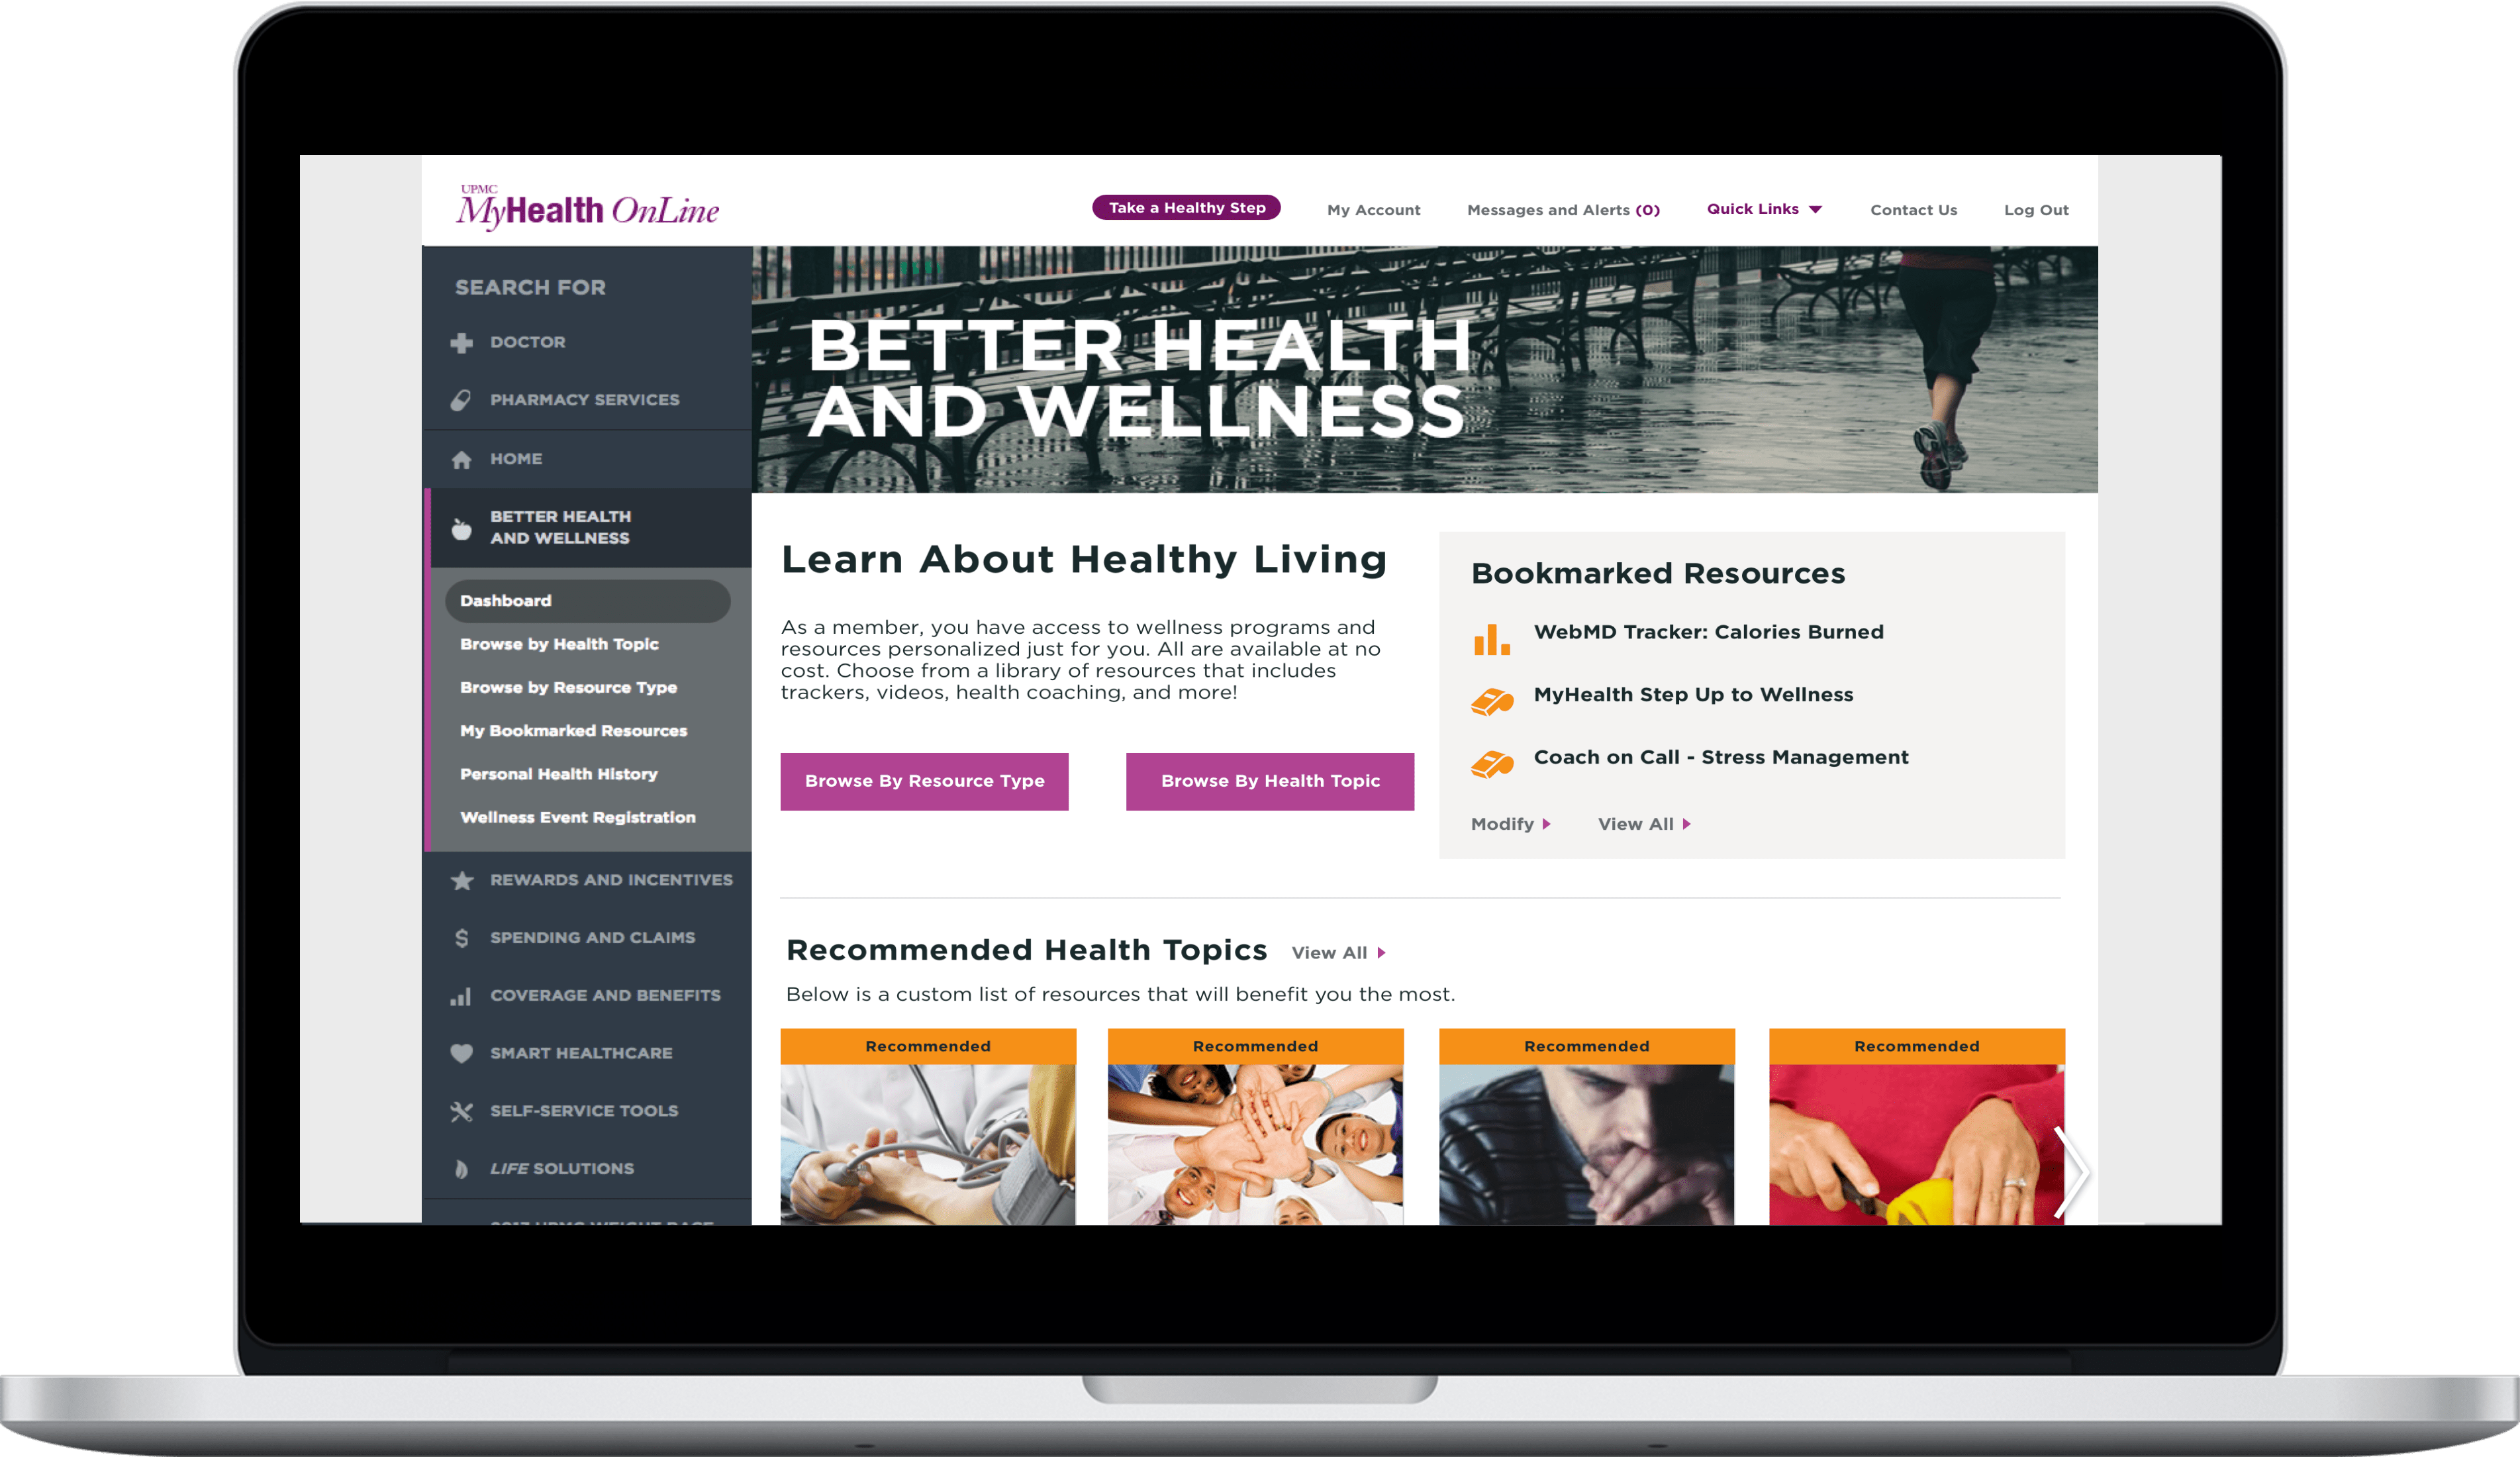 UPMC
MyHealth OnLine
Take a Healthy Step
My Account
Messages and Alerts (0)
Quick Links
Contact Us
Log Out
SEARCH FOR
DOCTOR
PHARMACY SERVICES
HOME
BETTER HEALTH
AND WELLNESS
Dashboard
Browse by Health Topic
Browse by Resource Type
My Bookmarked Resources
Personal Health History
Wellness Event Registration
REWARDS AND INCENTIVES
SPENDING AND CLAIMS
COVERAGE AND BENEFITS
SMART HEALTHCARE
SELF-SERVICE TOOLS
LIFE SOLUTIONS
2017 UPMC WEIGHT RACE
BETTER HEALTH
AND WELLNESS
Learn About Healthy Living
As a member, you have access to wellness programs and
resources personalized just for you. All are available at no
cost. Choose from a library of resources that includes
trackers, videos, health coaching, and more!
Browse By Resource Type
Browse By Health Topic
Bookmarked Resources
WebMD Tracker: Calories Burned
MyHealth Step Up to Wellness
Coach on Call - Stress Management
Modify
View All
Recommended Health Topics
View All
Below is a custom list of resources that will benefit you the most.
Recommended
Recommended
Recommended
Recommended